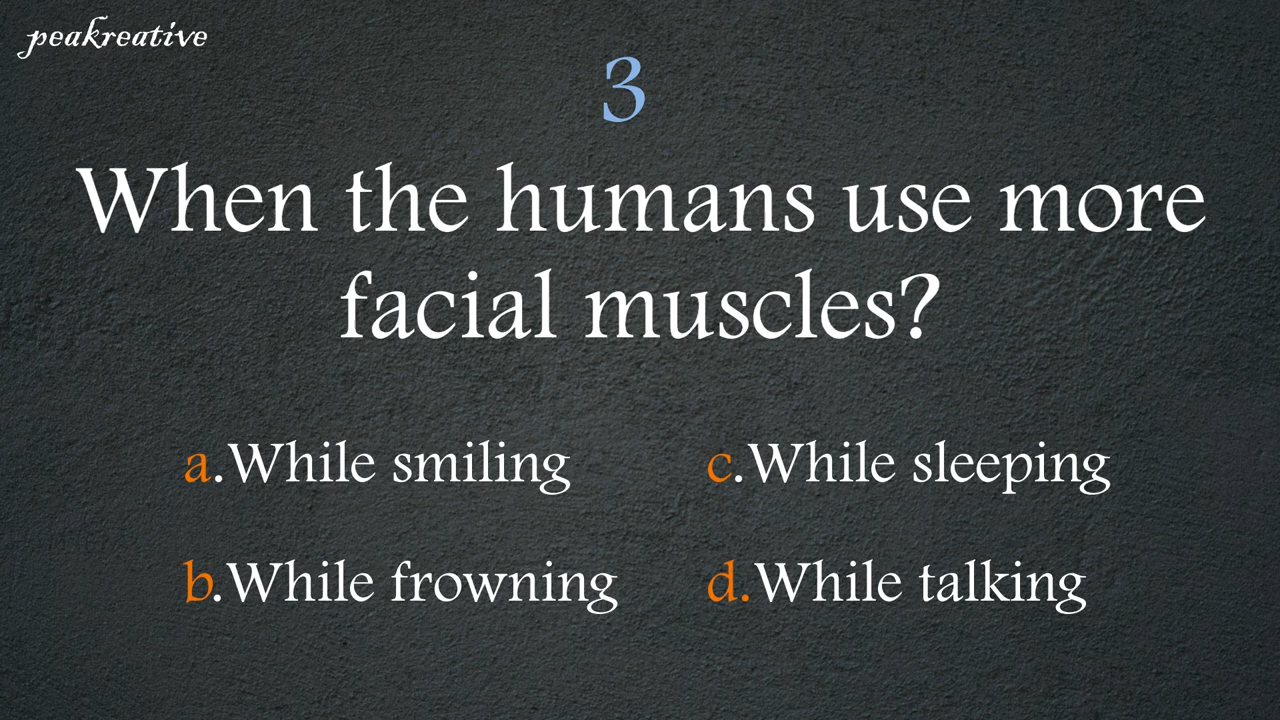 peakreative
3
When the humans use more
facial muscles?
a.While smiling
b.While frowning
c.While sleeping
d.While talking